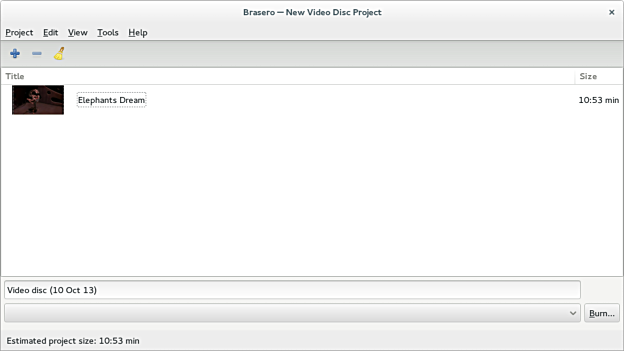 Brasero — New Video Disc Project
Project Edit View Tools Help
Title Size
Elephants Dream 10:53 min
Video disc (10 Oct 13)
Burn...
Estimated project size: 10:53 min